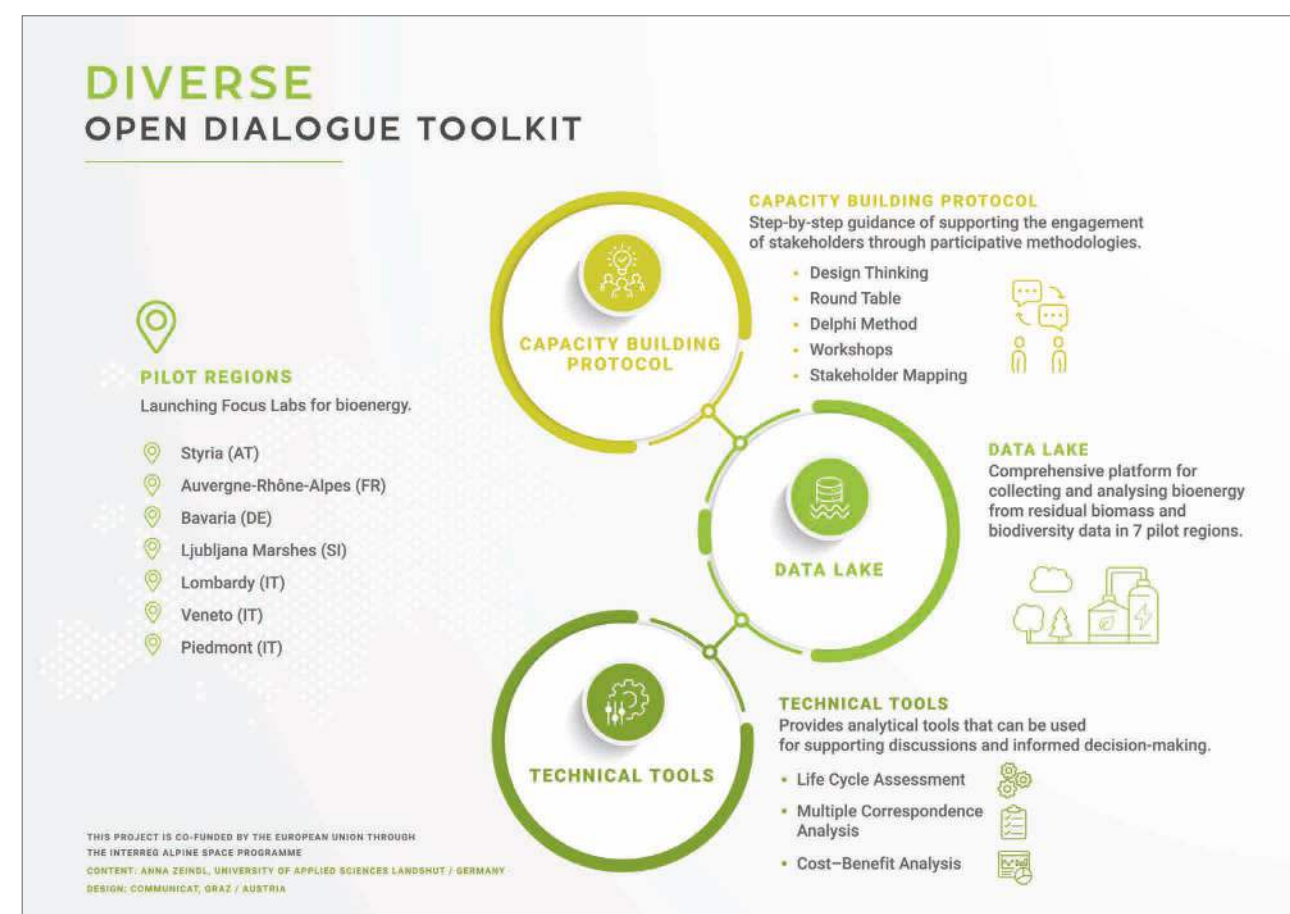 DIVERSE
OPEN DIALOGUE TOOLKIT
PILOT REGIONS
Launching Focus Labs for bioenergy.
Styria (AT)
Auvergne-Rhône-Alpes (FR)
Bavaria (DE)
Ljubljana Marshes (SI)
Lombardy (IT)
Veneto (IT)
Piedmont (IT)
CAPACITY BUILDING
PROTOCOL
CAPACITY BUILDING PROTOCOL
Step-by-step guidance of supporting the engagement
of stakeholders through participative methodologies.
• Design Thinking
• Round Table
• Delphi Method
• Workshops
• Stakeholder Mapping
DATA LAKE
DATA LAKE
Comprehensive platform for
collecting and analysing bioenergy
from residual biomass and
biodiversity data in 7 pilot regions.
TECHNICAL TOOLS
TECHNICAL TOOLS
Provides analytical tools that can be used
for supporting discussions and informed decision-making.
• Life Cycle Assessment
• Multiple Correspondence
Analysis
• Cost–Benefit Analysis
THIS PROJECT IS CO-FUNDED BY THE EUROPEAN UNION THROUGH
THE INTERREG ALPINE SPACE PROGRAMME
CONTENT: ANNA ZEINDL, UNIVERSITY OF APPLIED SCIENCES LANDSHUT / GERMANY
DESIGN: COMMUNICAT, GRAZ / AUSTRIA